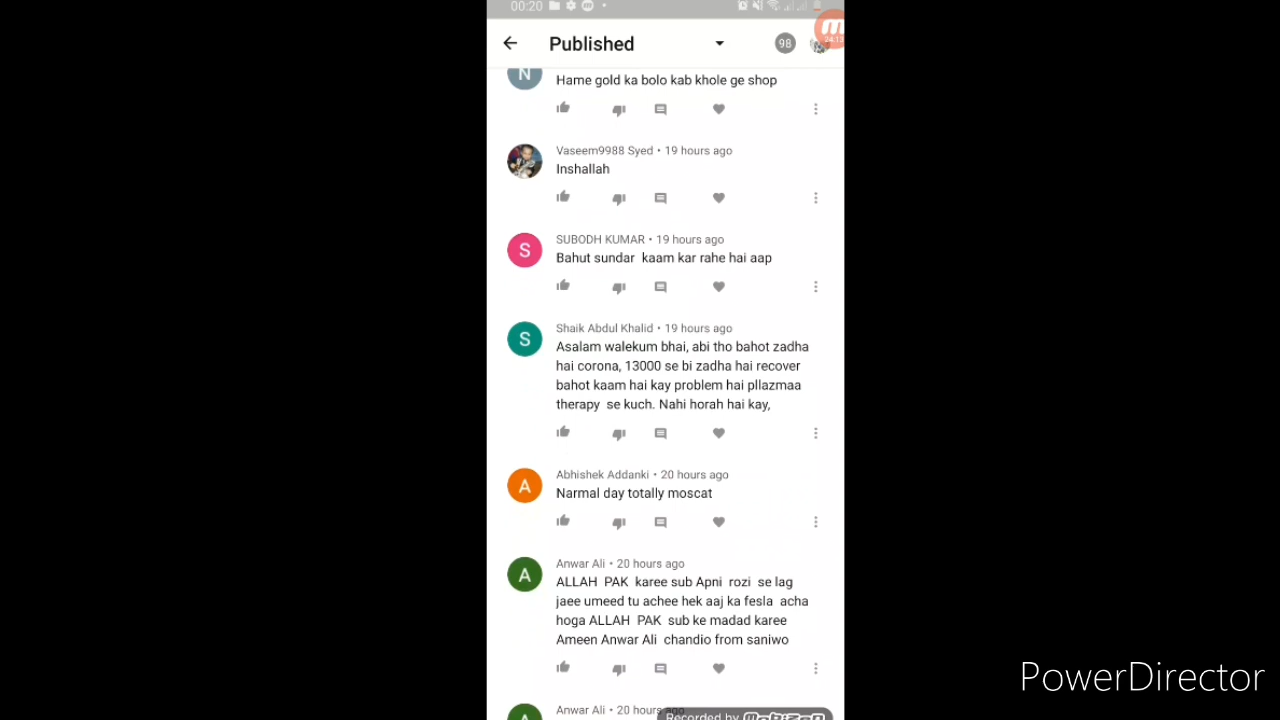 00:20
Published
98
24:13
N
Hame gold ka bolo kab khole ge shop
Vaseem9988 Syed • 19 hours ago
Inshallah
S
SUBODH KUMAR • 19 hours ago
Bahut sundar kaam kar rahe hai aap
S
Shaik Abdul Khalid • 19 hours ago
Asalam walekum bhai, abi tho bahot zadha
hai corona, 13000 se bi zadha hai recover
bahot kaam hai kay problem hai pllazmaa
therapy se kuch. Nahi horah hai kay,
A
Abhishek Addanki • 20 hours ago
Narmal day totally moscat
A
Anwar Ali • 20 hours ago
ALLAH PAK karee sub Apni rozi se lag
jaee umeed tu achee hek aaj ka fesla acha
hoga ALLAH PAK sub ke madad karee
Ameen Anwar Ali chandio from saniwo
Anwar Ali • 20 hours ago
Recorded by MOBIZEN
PowerDirector